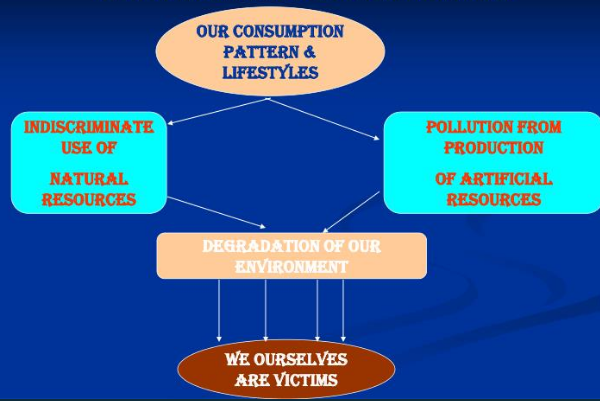 OUR CONSUMPTION
PATTERN &
LIFESTYLES
INDISCRIMINATE
USE OF
NATURAL
RESOURCES
POLLUTION FROM
PRODUCTION
OF ARTIFICIAL
RESOURCES
DEGRADATION OF OUR
ENVIRONMENT
WE OURSELVES
ARE VICTIMS